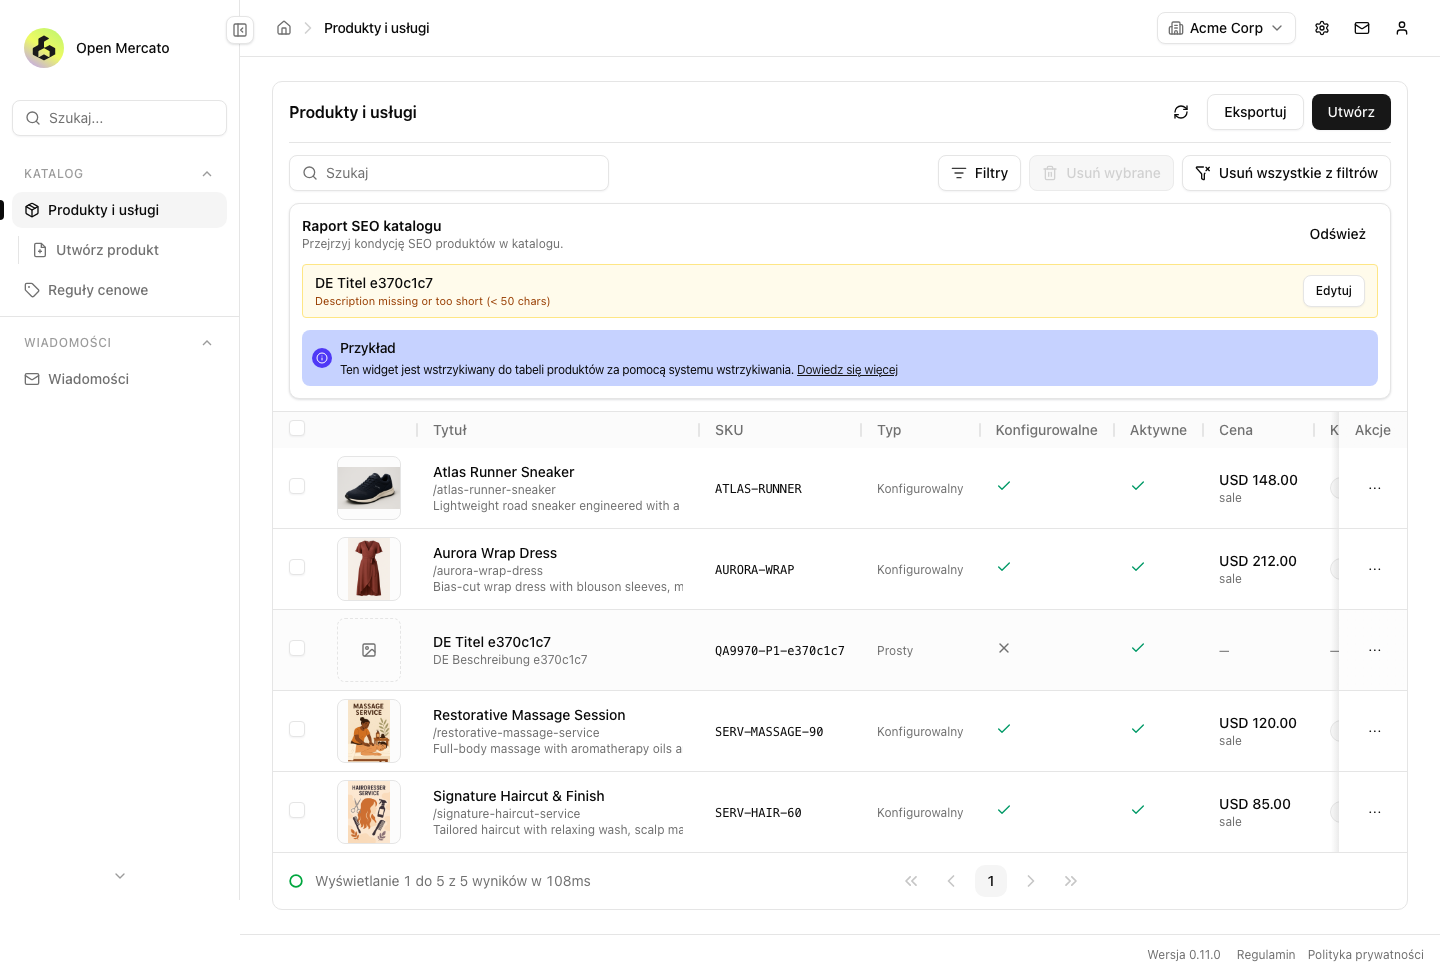 Open Mercato
Produkty i usługi
Acme Corp
Szukaj...
KATALOG
Produkty i usługi
Utwórz produkt
Reguły cenowe
WIADOMOŚCI
Wiadomości
Produkty i usługi
Eksportuj
Utwórz
Szukaj
Filtry
Usuń wybrane
Usuń wszystkie z filtrów
Raport SEO katalogu
Przejrzyj kondycję SEO produktów w katalogu.
Odśwież
DE Titel e370c1c7
Description missing or too short (< 50 chars)
Edytuj
Przykład
Ten widget jest wstrzykiwany do tabeli produktów za pomocą systemu wstrzykiwania. Dowiedz się więcej
Tytuł SKU Typ Konfigurowalne Aktywne Cena K Akcje
Atlas Runner Sneaker
/atlas-runner-sneaker
Lightweight road sneaker engineered with a
ATLAS-RUNNER
Konfigurowalny
USD 148.00
sale
...
Aurora Wrap Dress
/aurora-wrap-dress
Bias-cut wrap dress with blouson sleeves, m
AURORA-WRAP
Konfigurowalny
USD 212.00
sale
...
DE Titel e370c1c7
DE Beschreibung e370c1c7
QA9970-P1-e370c1c7
Prosty
—
—
...
MASSAGE
SERVICE
Restorative Massage Session
/restorative-massage-service
Full-body massage with aromatherapy oils a
SERV-MASSAGE-90
Konfigurowalny
USD 120.00
sale
...
HAIRDRESSER
SERVICE
Signature Haircut & Finish
/signature-haircut-service
Tailored haircut with relaxing wash, scalp ma
SERV-HAIR-60
Konfigurowalny
USD 85.00
sale
...
Wyświetlanie 1 do 5 z 5 wyników w 108ms
1
Wersja 0.11.0 Regulamin Polityka prywatności